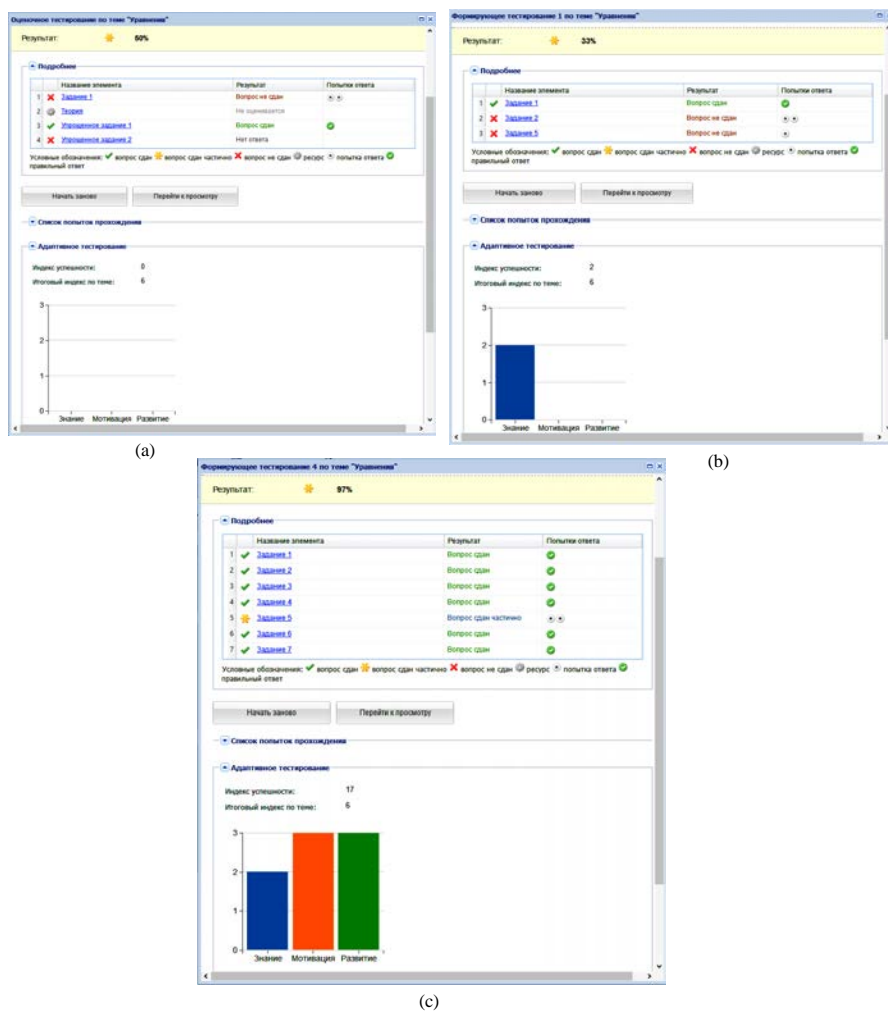 Оценочное тестирование по теме "Уравнения"
Результат: 60%
Подробнее
Название элемента Результат Попытки ответа
1 Задание 1 Вопрос не сдан
2 Теория Не оценивается
3 Упрощенное задание 1 Вопрос сдан
4 Упрощенное задание 2 Нет ответа
Условные обозначения: вопрос сдан вопрос сдан частично вопрос не сдан ресурс попытка ответа
правильный ответ
Начать заново Перейти к просмотру
Список попыток прохождения
Адаптивное тестирование
Индекс успешности: 0
Итоговый индекс по теме: 6
3
2
1
0
Знание Мотивация Развитие
(a)
Формирующее тестирование 1 по теме "Уравнения"
Результат: 33%
Подробнее
Название элемента Результат Попытки ответа
1 Задание 1 Вопрос сдан
2 Задание 2 Вопрос не сдан
3 Задание 5 Вопрос не сдан
Условные обозначения: вопрос сдан вопрос сдан частично вопрос не сдан ресурс попытка ответа
правильный ответ
Начать заново Перейти к просмотру
Список попыток прохождения
Адаптивное тестирование
Индекс успешности: 2
Итоговый индекс по теме: 6
3
2
1
0
Знание Мотивация Развитие
(b)
Формирующее тестирование 4 по теме "Уравнения"
Результат: 97%
Подробнее
Название элемента Результат Попытки ответа
1 Задание 1 Вопрос сдан
2 Задание 2 Вопрос сдан
3 Задание 3 Вопрос сдан
4 Задание 4 Вопрос сдан
5 Задание 5 Вопрос сдан частично
6 Задание 6 Вопрос сдан
7 Задание 7 Вопрос сдан
Условные обозначения: вопрос сдан вопрос сдан частично вопрос не сдан ресурс попытка ответа
правильный ответ
Начать заново Перейти к просмотру
Список попыток прохождения
Адаптивное тестирование
Индекс успешности: 17
Итоговый индекс по теме: 6
3
2
1
0
Знание Мотивация Развитие
(c)